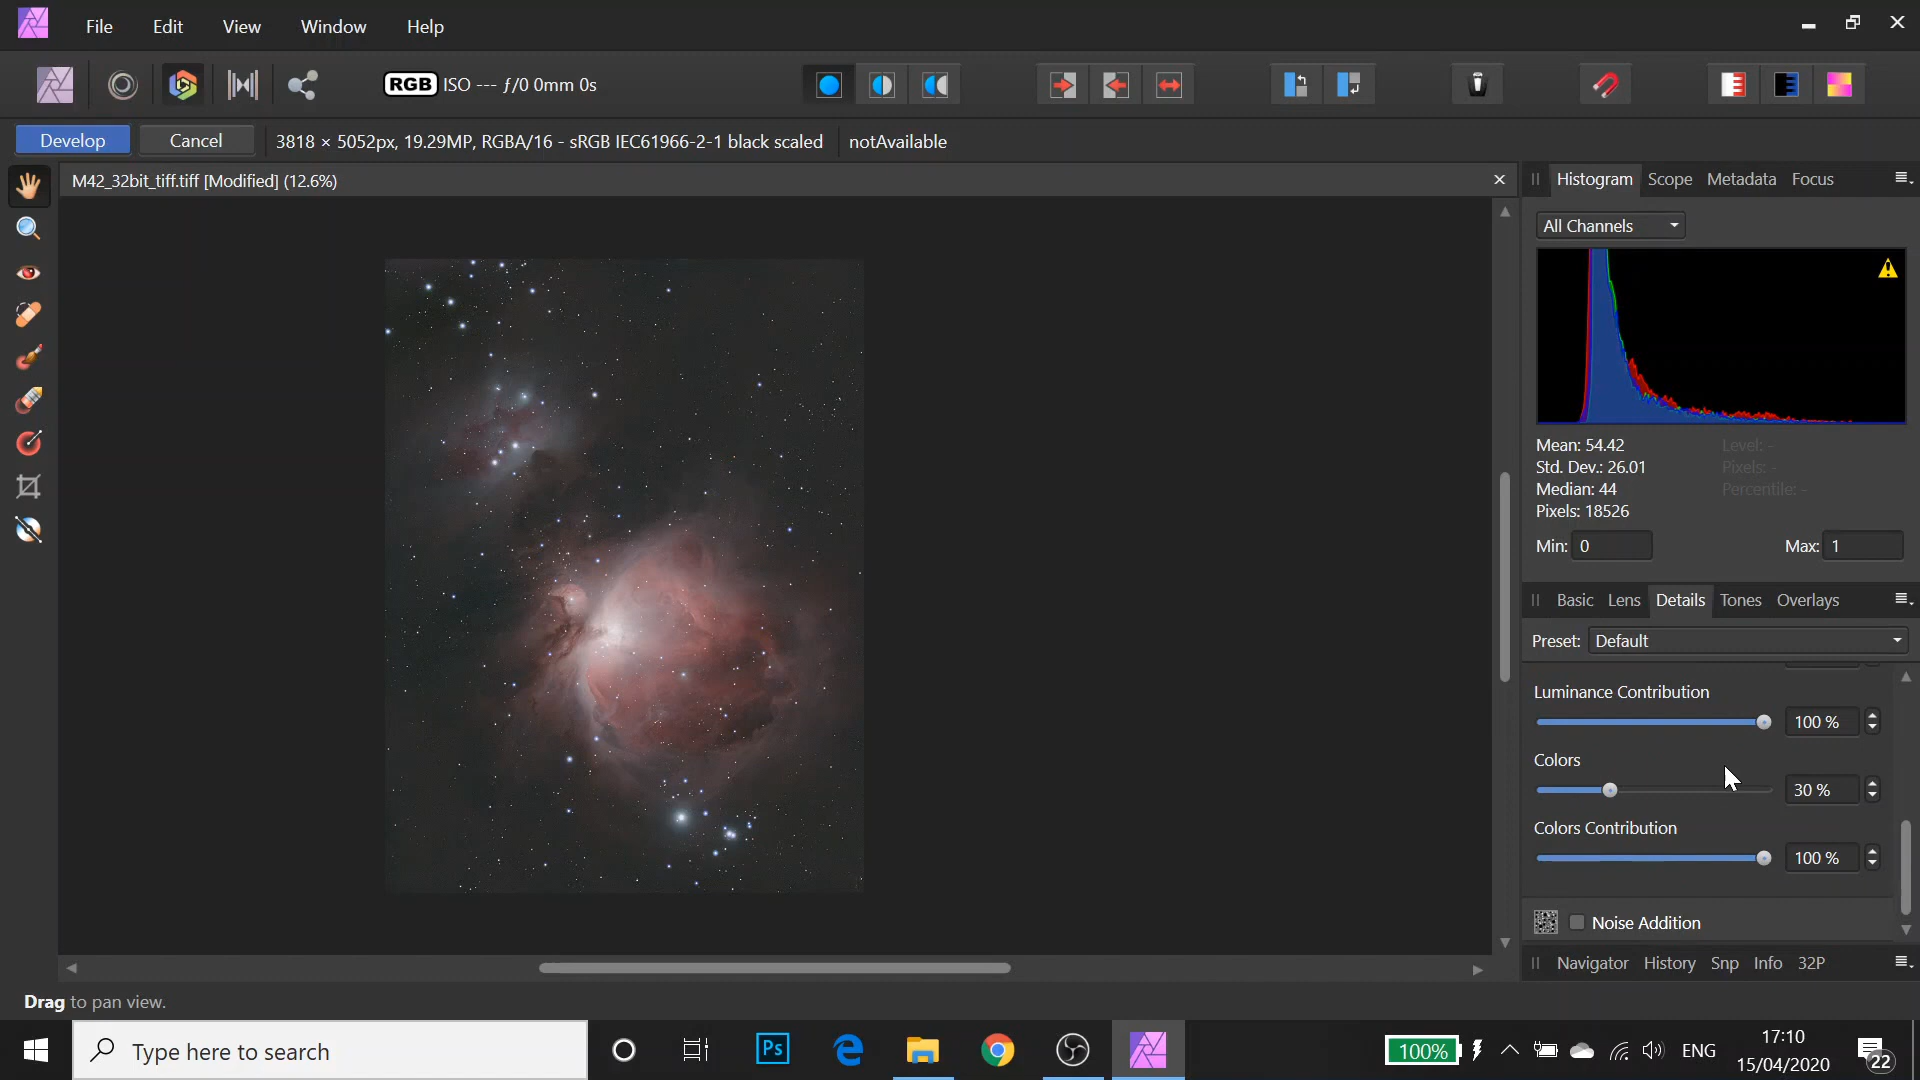 File Edit View Window Help
RGB ISO --- ƒ/0 0mm 0s
Develop Cancel 3818 × 5052px, 19.29MP, RGBA/16 - sRGB IEC61966-2-1 black scaled notAvailable
M42_32bit_tiff.tiff [Modified] (12.6%)
Histogram Scope Metadata Focus
All Channels
Mean: 54.42 Level: -
Std. Dev.: 26.01 Pixels: -
Median: 44 Percentile: -
Pixels: 18526
Min: 0 Max: 1
Basic Lens Details Tones Overlays
Preset: Default
Luminance Contribution
100 %
Colors
30 %
Colors Contribution
100 %
Noise Addition
Navigator History Snp Info 32P
Drag to pan view.
Type here to search
Ps
100%
ENG
17:10
15/04/2020
22